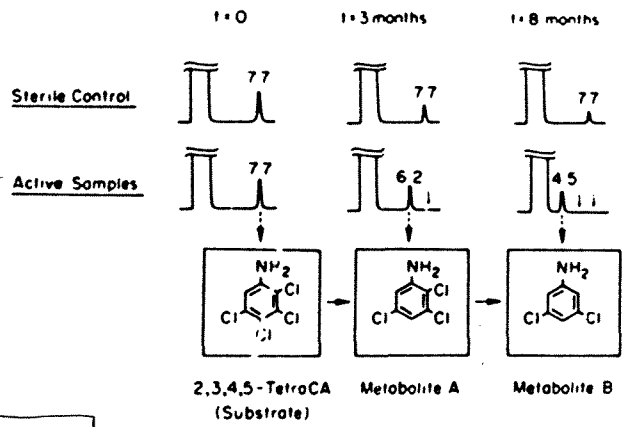 t=0 t=3 months t=8 months
77 77 77
Sterile Control
77 62 45
Active Samples
NH2 NH2 NH2
Cl Cl
Cl Cl Cl Cl Cl Cl
Cl
2,3,4,5-TetraCA Metabolite A Metabolite B
(Substrate)